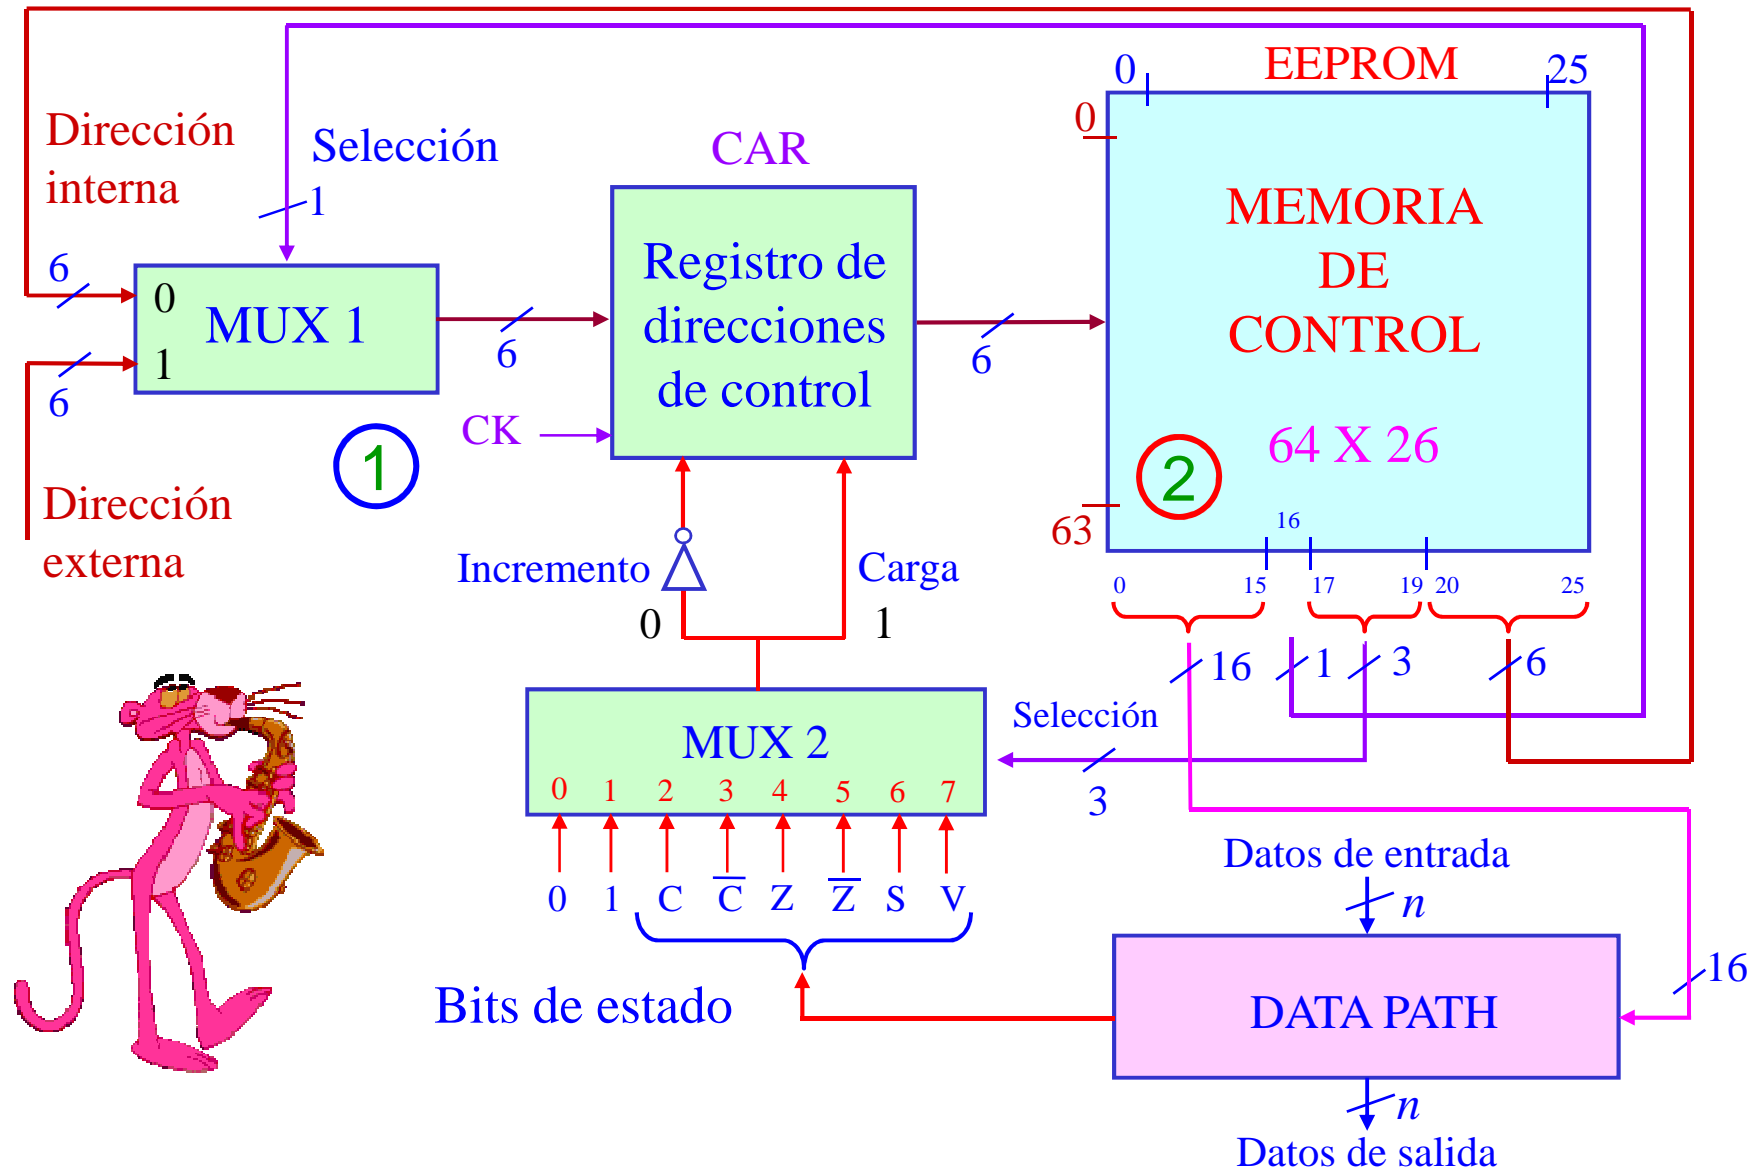 EEPROM
0
25
Dirección
interna
Selección
1
CAR
0
6
0
MUX 1
1
6
6
Registro de
direcciones
de control
6
MEMORIA
DE
CONTROL
64 X 26
CK
1
2
Dirección
externa
63
16
Incremento
Carga
0
1
0
15
17
19
20
25
16
1
3
6
Selección
3
MUX 2
0 1 2 3 4 5 6 7
0 1 C C̅ Z Z̅ S V
Bits de estado
Datos de entrada
n
16
DATA PATH
n
Datos de salida